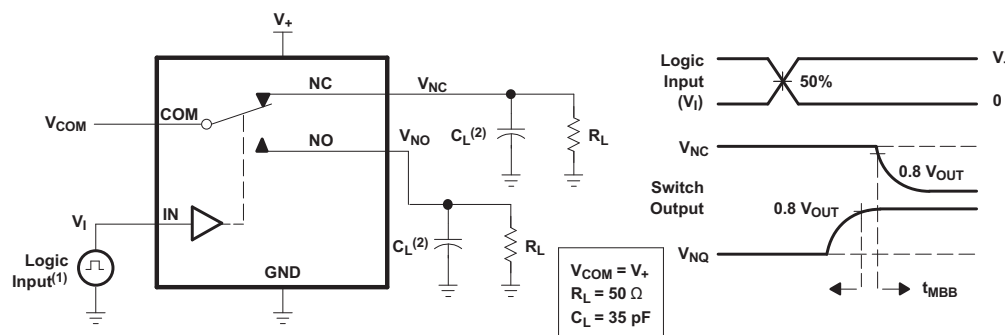 V+
NC
VNC
COM
VCOM
CL(2)
RL
NO
VNO
VI
IN
CL(2)
RL
Logic
Input(1)
GND
VCOM = V+
RL = 50 Ω
CL = 35 pF
Logic
Input
(VI)
50%
0
VNC
0.8 VOUT
Switch
Output
0.8 VOUT
VNQ
tMBB